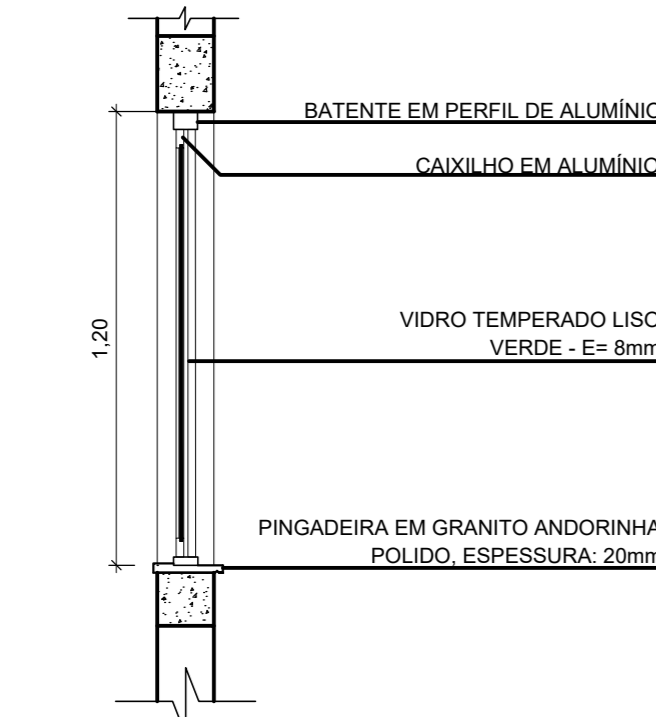 BATENTE EM PERFIL DE ALUMÍNIO
CAIXILHO EM ALUMÍNIO
1,20
VIDRO TEMPERADO LISO
VERDE - E= 8mm
PINGADEIRA EM GRANITO ANDORINHA
POLIDO, ESPESSURA: 20mm